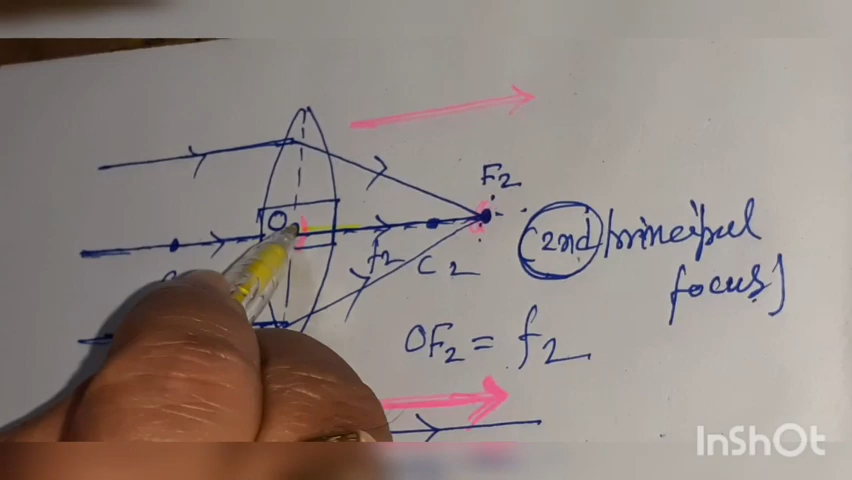 F2
O
f2
C2
(2nd principal
focus)
OF2 = f2
InShOt